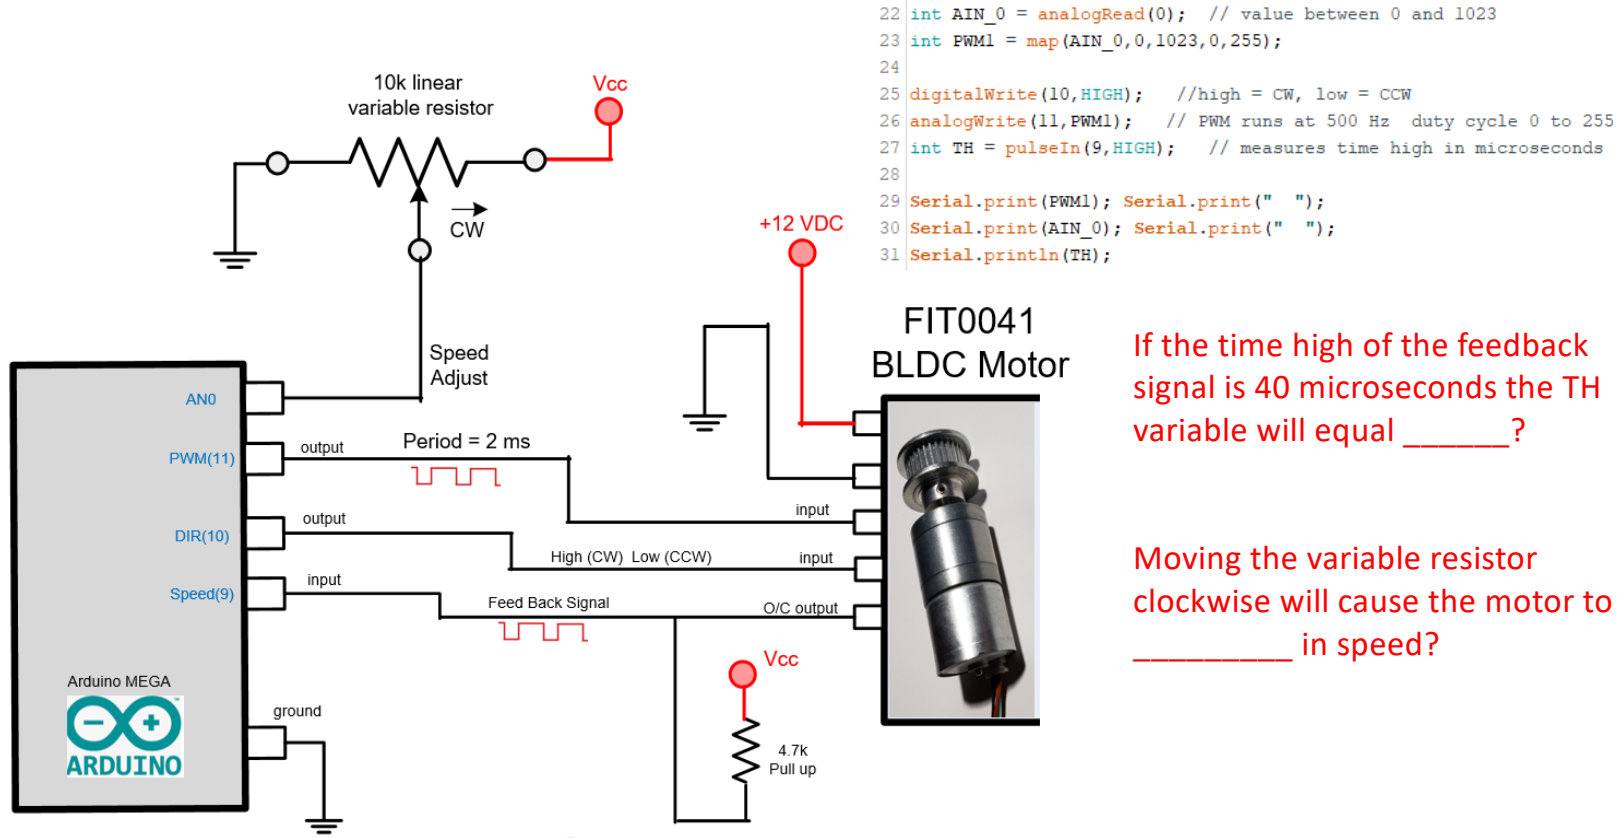 22 int AIN_0 = analogRead(0);  // value between 0 and 1023
23 int PWM1 = map(AIN_0,0,1023,0,255);
24
25 digitalWrite(10,HIGH);   //high = CW, low = CCW
26 analogWrite(11,PWM1);   // PWM runs at 500 Hz  duty cycle 0 to 255
27 int TH = pulseIn(9,HIGH);   // measures time high in microseconds
28
29 Serial.print(PWM1); Serial.print("  ");
30 Serial.print(AIN_0); Serial.print("  ");
31 Serial.println(TH);
10k linear
variable resistor
Vcc
CW
+12 VDC
Speed
Adjust
FIT0041
BLDC Motor
AN0
PWM(11)
output
Period = 2 ms
input
DIR(10)
output
High (CW)  Low (CCW)
input
Speed(9)
input
Feed Back Signal
O/C output
Vcc
4.7k
Pull up
Arduino MEGA
ARDUINO
ground
If the time high of the feedback
signal is 40 microseconds the TH
variable will equal ______?
Moving the variable resistor
clockwise will cause the motor to
_________ in speed?